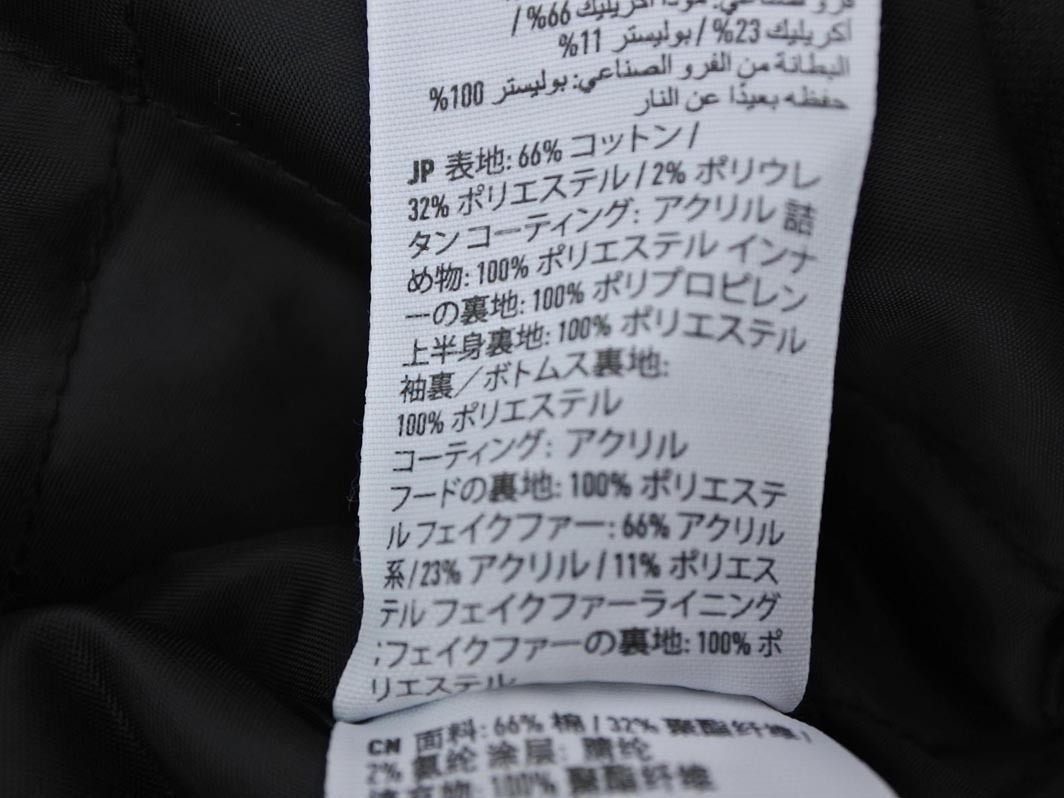 فرو صناعي: مودا أكريليك 66% /
أكريليك 23% / بوليستر 11%
البطانة من الفرو الصناعي: بوليستر 100%
حفظه بعيدًا عن النار
JP 表地: 66% コットン /
32% ポリエステル / 2% ポリウレ
タン コーティング: アクリル 詰
め物: 100% ポリエステル インナ
ーの裏地: 100% ポリプロピレン
上半身裏地: 100% ポリエステル
袖裏／ボトムス裏地:
100% ポリエステル
コーティング: アクリル
フードの裏地: 100% ポリエステ
ル フェイクファー: 66% アクリル
系 / 23% アクリル / 11% ポリエス
テル フェイクファーライニング
;フェイクファーの裏地: 100% ポ
リエステル
CN 面料: 66% 棉 / 32% 聚酯纤维 /
2% 氨纶 涂层: 腈纶
填充物: 100% 聚酯纤维